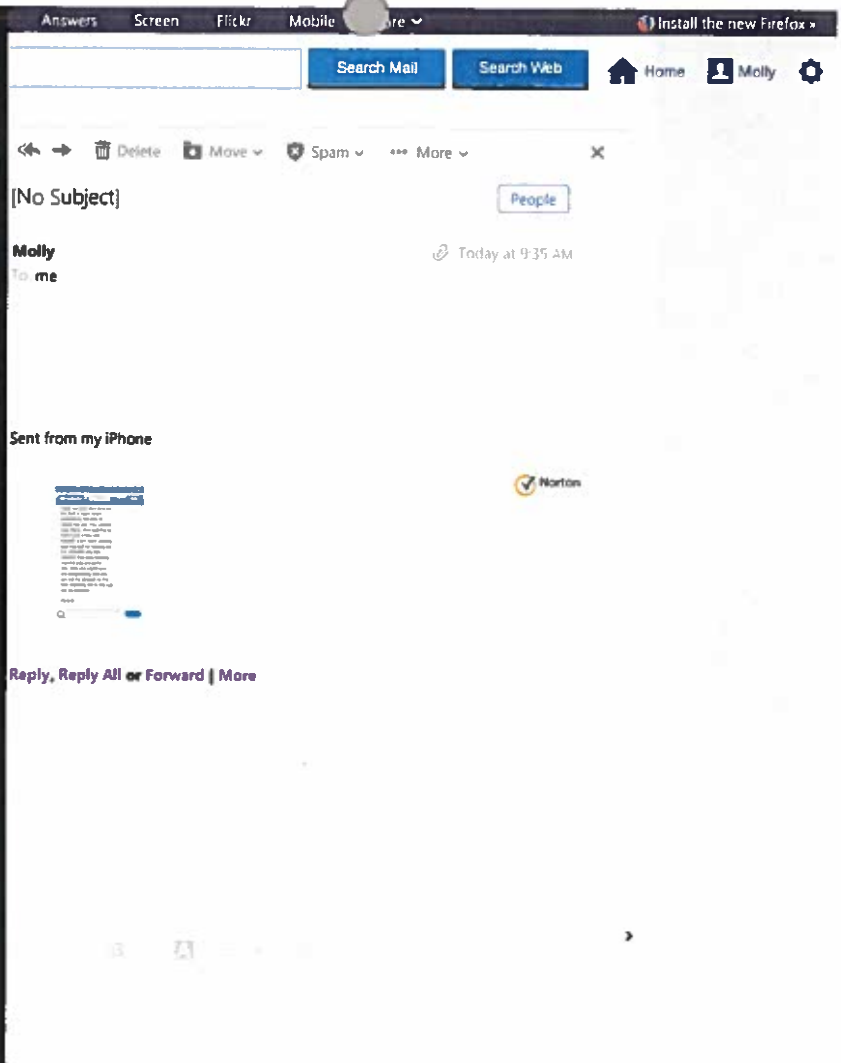 Answers Screen Flickr Mobile Install the new Firefox »
Search Mail Search Web Home Molly
Delete Move Spam More
[No Subject] People
Molly Today at 9:35 AM
To me
Sent from my iPhone
Norton
Reply, Reply All or Forward | More